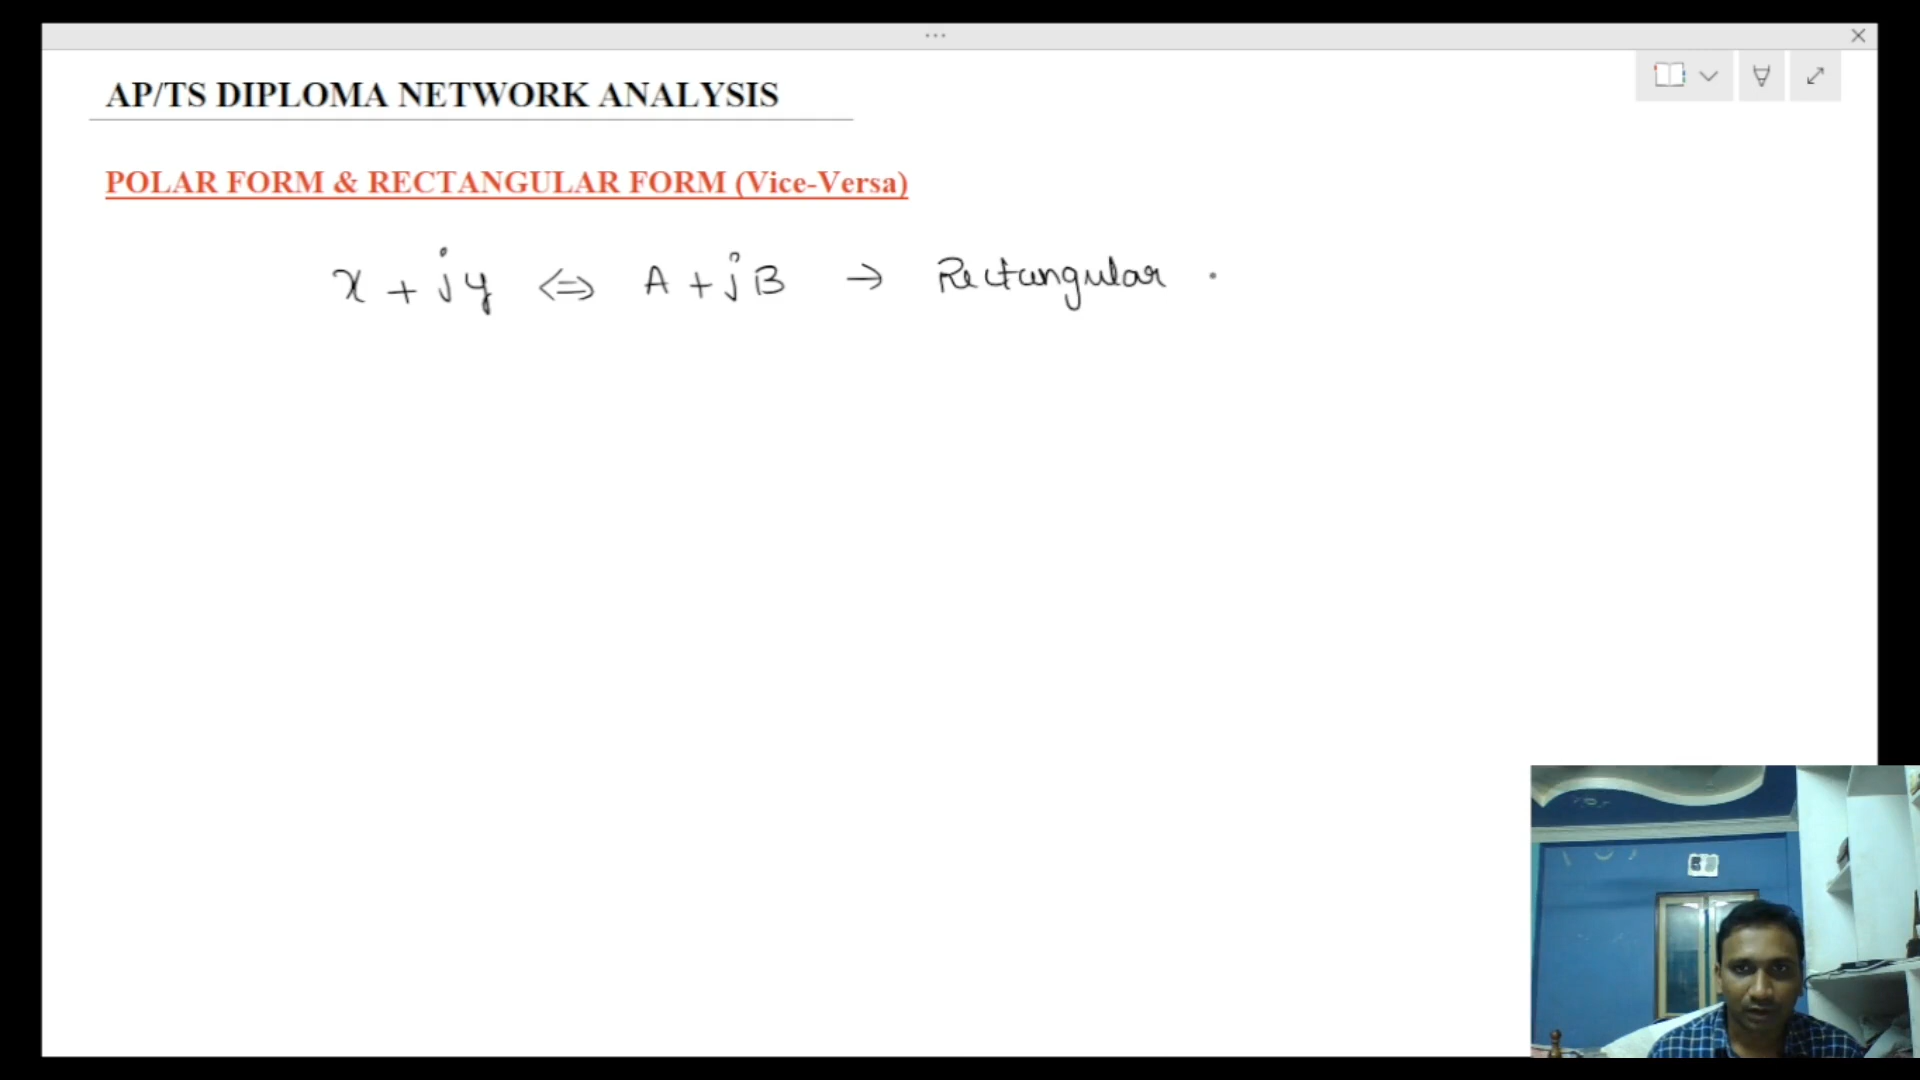 AP/TS DIPLOMA NETWORK ANALYSIS
POLAR FORM & RECTANGULAR FORM (Vice-Versa)
x + jy ⇔ A + jB → Rectangular .